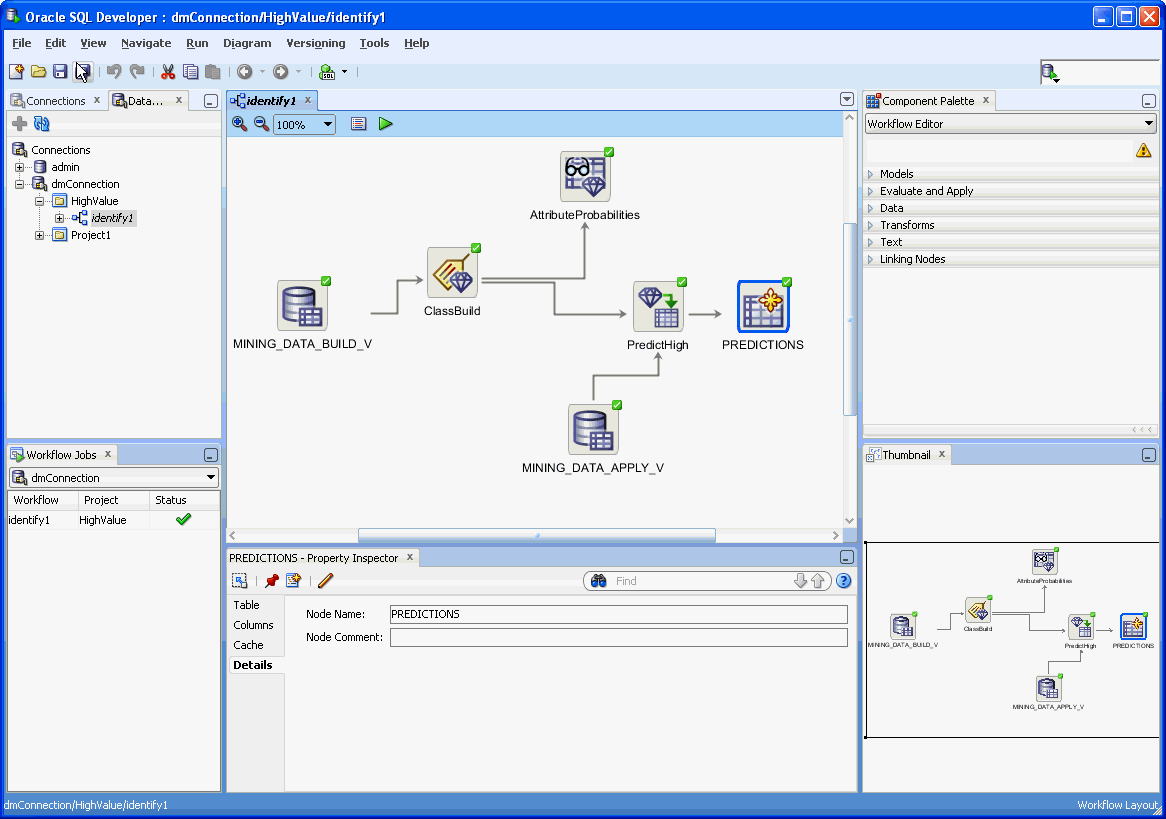 Oracle SQL Developer : dmConnection/HighValue/identify1
File Edit View Navigate Run Diagram Versioning Tools Help
SQL
Connections x
Data... x
Connections
admin
dmConnection
HighValue
identify1
Project1
Workflow Jobs x
dmConnection
Workflow Project Status
identify1 HighValue
identify1 x
100%
AttributeProbabilities
ClassBuild
MINING_DATA_BUILD_V
PredictHigh
PREDICTIONS
MINING_DATA_APPLY_V
PREDICTIONS - Property Inspector x
Find
Table
Columns
Cache
Details
Node Name: PREDICTIONS
Node Comment:
Component Palette x
Workflow Editor
Models
Evaluate and Apply
Data
Transforms
Text
Linking Nodes
Thumbnail x
AttributeProbabilities
ClassBuild
MINING_DATA_BUILD_V
PredictHigh
PREDICTIONS
MINING_DATA_APPLY_V
dmConnection/HighValue/identify1
Workflow Layout